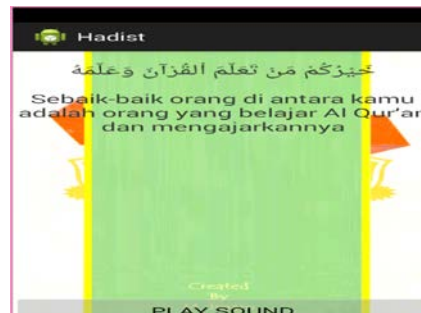 Hadist
خَيْرُكُمْ مَنْ تَعَلَّمَ الْقُرْآنَ وَعَلَّمَهُ
Sebaik-baik orang di antara kamu
adalah orang yang belajar Al Qur'an
dan mengajarkannya
Created
By
PLAY SOUND